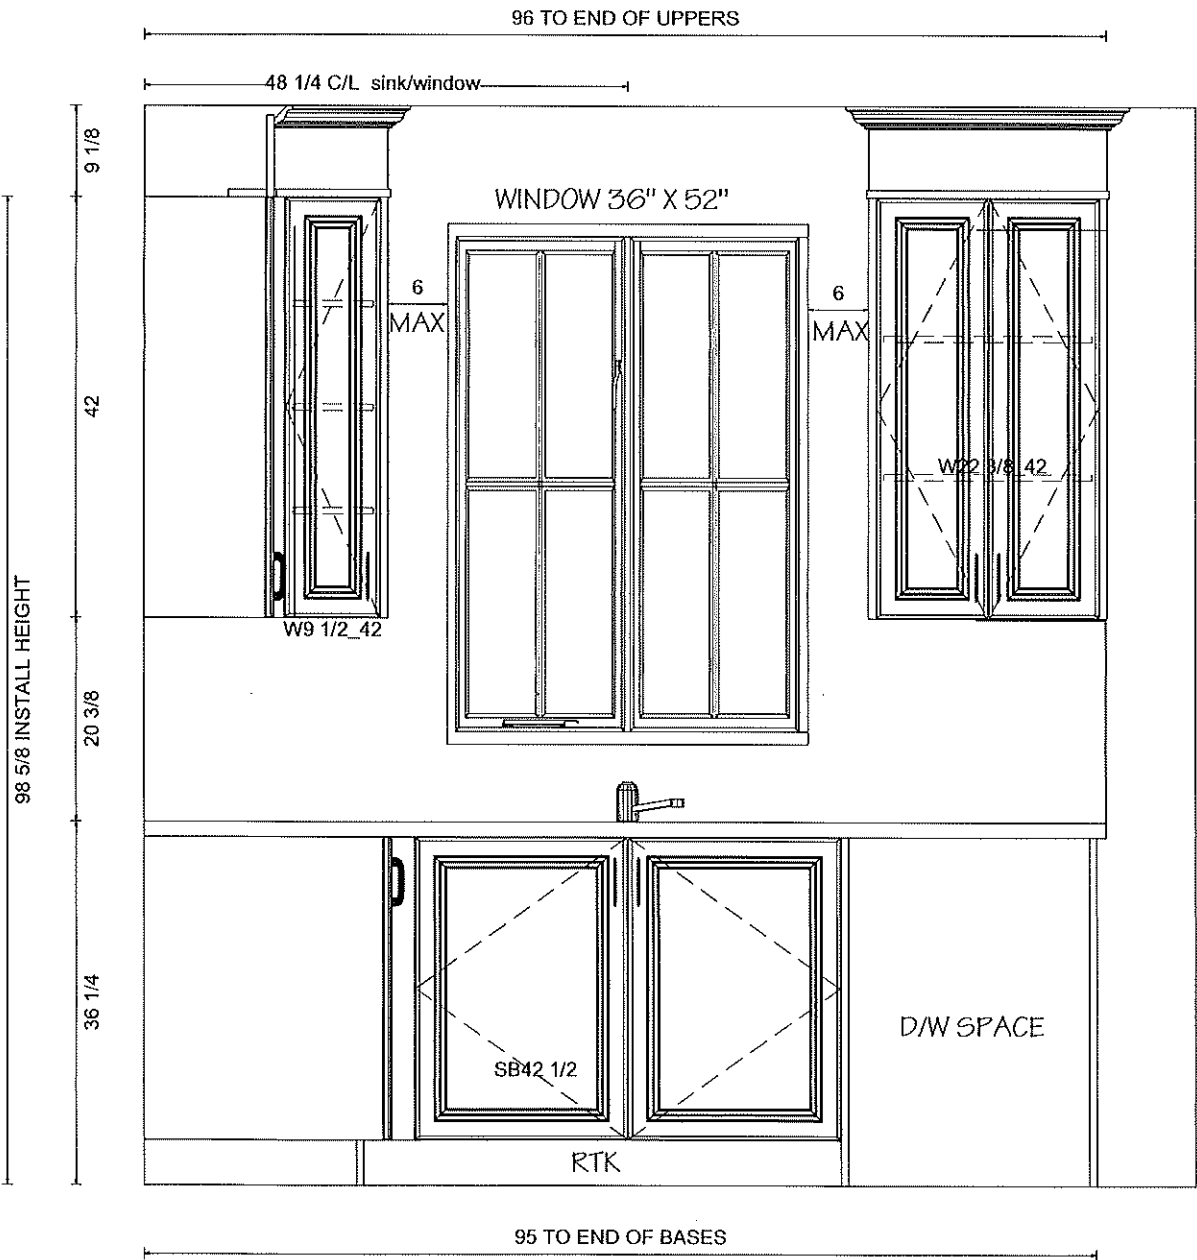 96 TO END OF UPPERS
48 1/4 C/L sink/window
9 1/8
WINDOW 36" X 52"
6
MAX
6
MAX
42
W22 3/8_42
W9 1/2_42
98 5/8 INSTALL HEIGHT
20 3/8
36 1/4
D/W SPACE
SB42 1/2
RTK
95 TO END OF BASES